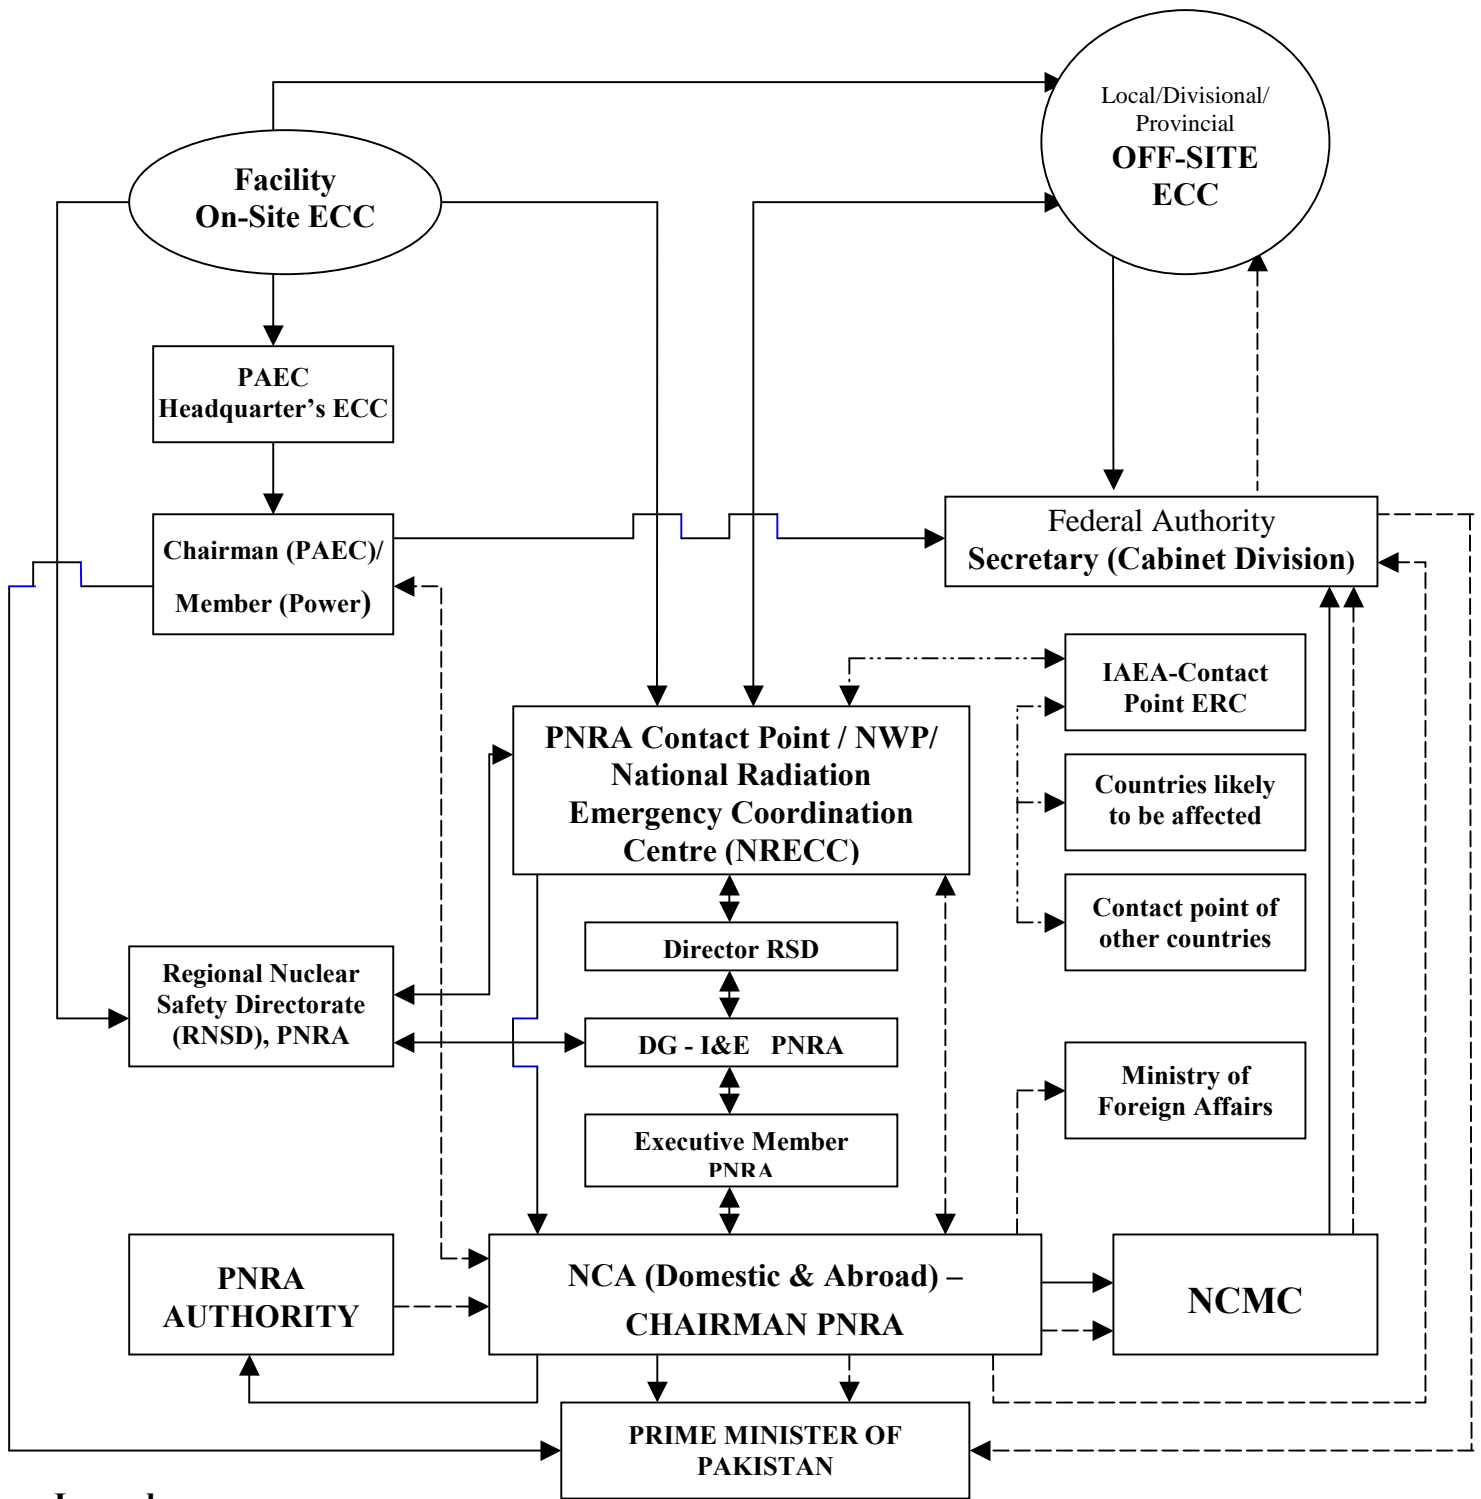 Local/Divisional/
Provincial
OFF-SITE
ECC
Facility
On-Site ECC
PAEC
Headquarter’s ECC
Chairman (PAEC)/
Member (Power)
Federal Authority
Secretary (Cabinet Division)
IAEA-Contact
Point ERC
PNRA Contact Point / NWP/
National Radiation
Emergency Coordination
Centre (NRECC)
Countries likely
to be affected
Contact point of
other countries
Director RSD
Regional Nuclear
Safety Directorate
(RNSD), PNRA
DG - I&E PNRA
Ministry of
Foreign Affairs
Executive Member
PNRA
PNRA
AUTHORITY
NCA (Domestic & Abroad) –
CHAIRMAN PNRA
NCMC
PRIME MINISTER OF
PAKISTAN